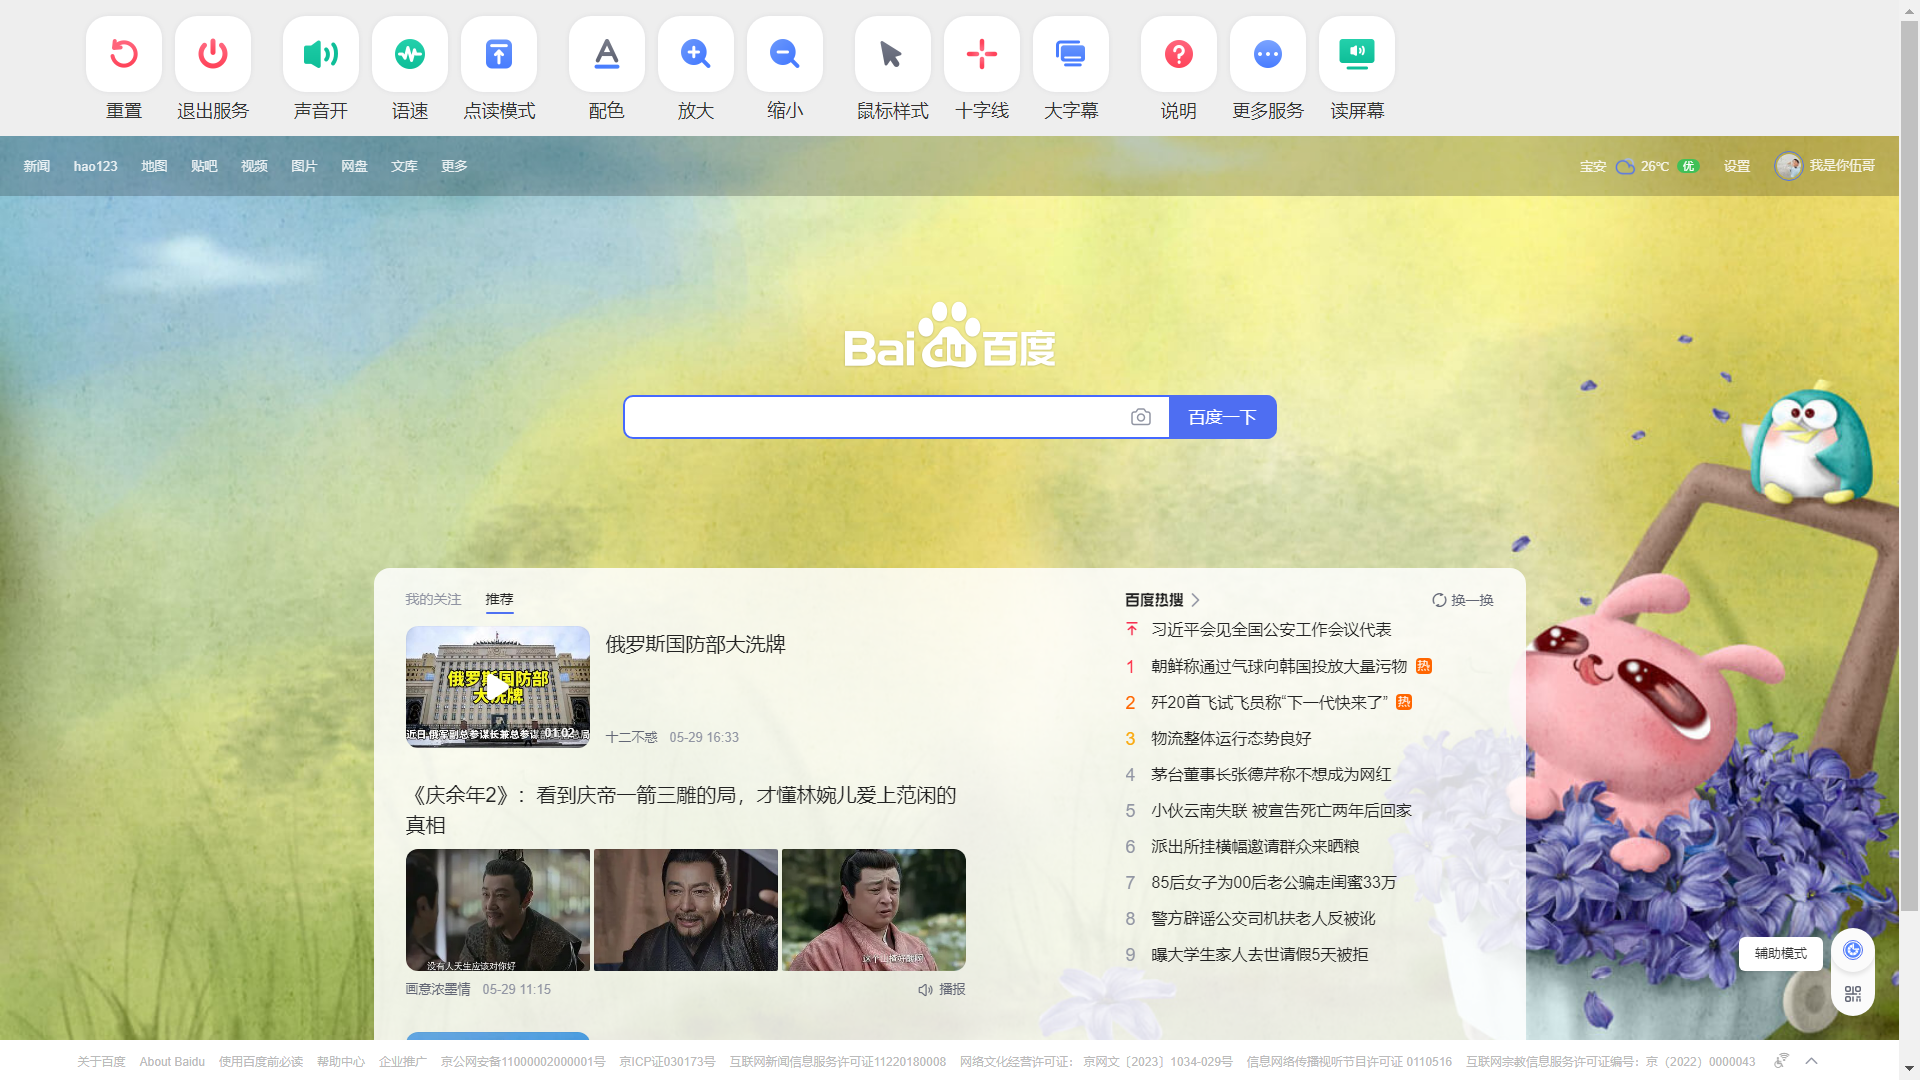 重置 退出服务 声音开 语速 点读模式 配色 放大 缩小 鼠标样式 十字线 大字幕 说明 更多服务 读屏幕
新闻 hao123 地图 贴吧 视频 图片 网盘 文库 更多 宝安 26℃ 优 设置 我是你伍哥
Bai du 百度
百度一下
我的关注 推荐
俄罗斯国防部大洗牌
俄罗斯国防部
大洗牌
01:02
十二不惑 05-29 16:33
《庆余年2》：看到庆帝一箭三雕的局，才懂林婉儿爱上范闲的
真相
没有人天生应该对你好
画意浓墨情 05-29 11:15 播报
百度热搜 换一换
习近平会见全国公安工作会议代表
1 朝鲜称通过气球向韩国投放大量污物 热
2 歼20首飞试飞员称“下一代快来了” 热
3 物流整体运行态势良好
4 茅台董事长张德芹称不想成为网红
5 小伙云南失联 被宣告死亡两年后回家
6 派出所挂横幅邀请群众来晒粮
7 85后女子为00后老公骗走闺蜜33万
8 警方辟谣公交司机扶老人反被讹
9 曝大学生家人去世请假5天被拒
辅助模式
关于百度 About Baidu 使用百度前必读 帮助中心 企业推广 京公网安备11000002000001号 京ICP证030173号 互联网新闻信息服务许可证11220180008 网络文化经营许可证： 京网文〔2023〕1034-029号 信息网络传播视听节目许可证 0110516 互联网宗教信息服务许可证编号：京（2022）0000043